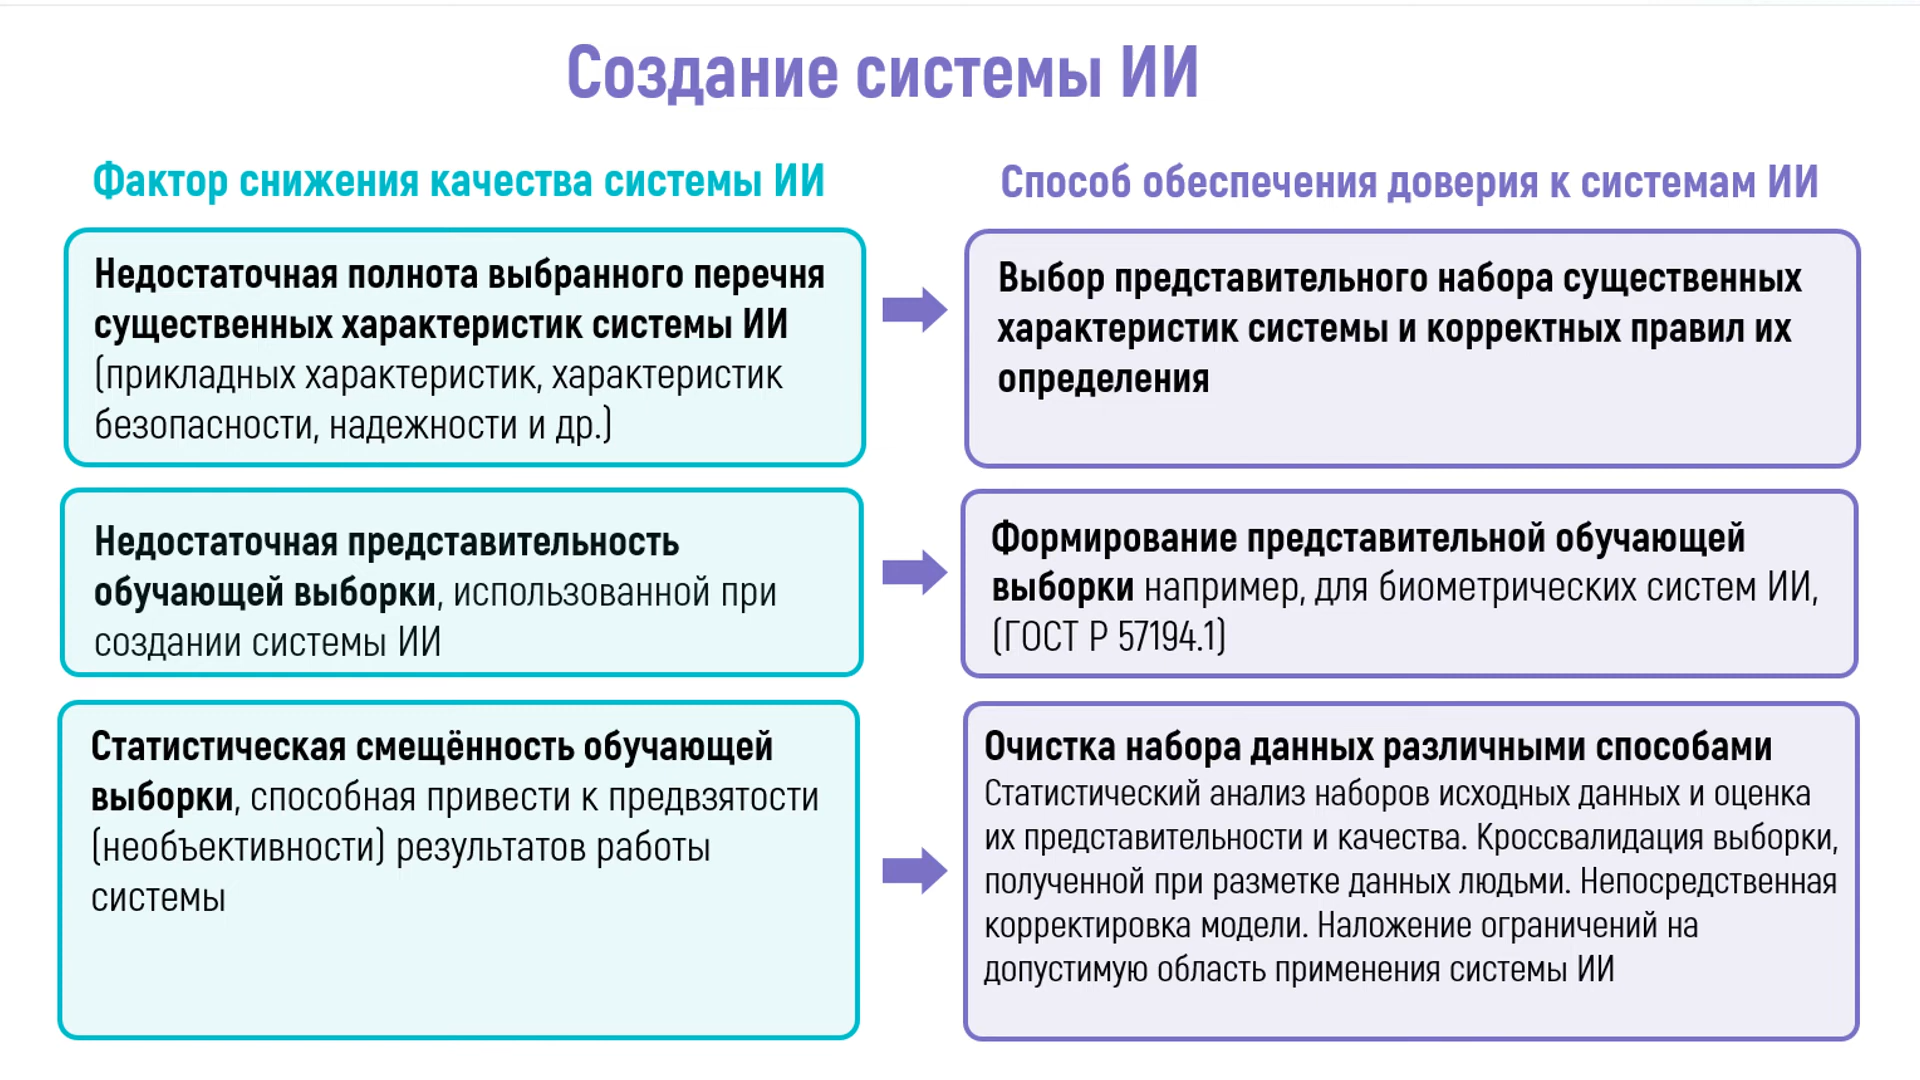 Создание системы ИИ
Фактор снижения качества системы ИИ
Способ обеспечения доверия к системам ИИ
Недостаточная полнота выбранного перечня
существенных характеристик системы ИИ
(прикладных характеристик, характеристик
безопасности, надежности и др.)
Выбор представительного набора существенных
характеристик системы и корректных правил их
определения
Недостаточная представительность
обучающей выборки, использованной при
создании системы ИИ
Формирование представительной обучающей
выборки например, для биометрических систем ИИ,
(ГОСТ Р 57194.1)
Статистическая смещённость обучающей
выборки, способная привести к предвзятости
(необъективности) результатов работы
системы
Очистка набора данных различными способами
Статистический анализ наборов исходных данных и оценка
их представительности и качества. Кроссвалидация выборки,
полученной при разметке данных людьми. Непосредственная
корректировка модели. Наложение ограничений на
допустимую область применения системы ИИ